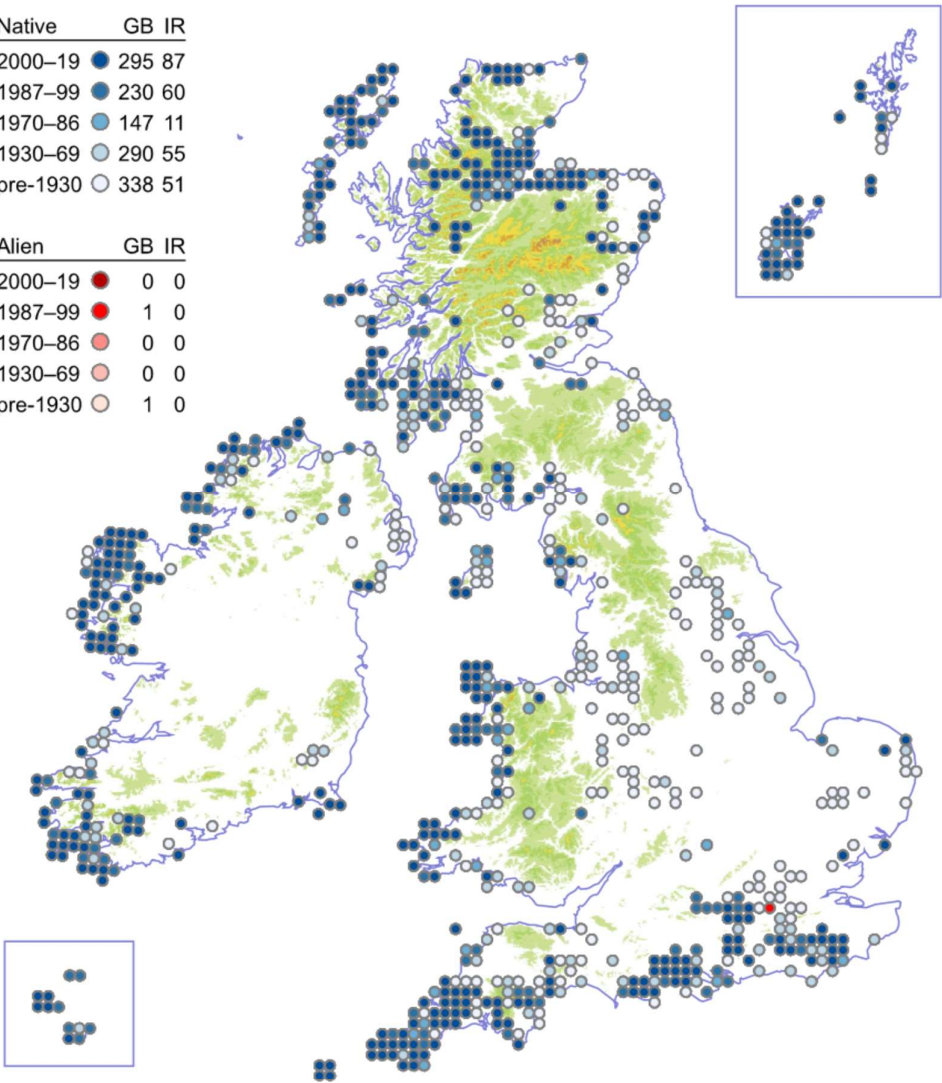 Native GB IR
2000–19 295 87
1987–99 230 60
1970–86 147 11
1930–69 290 55
pre-1930 338 51
Alien GB IR
2000–19 0 0
1987–99 1 0
1970–86 0 0
1930–69 0 0
pre-1930 1 0